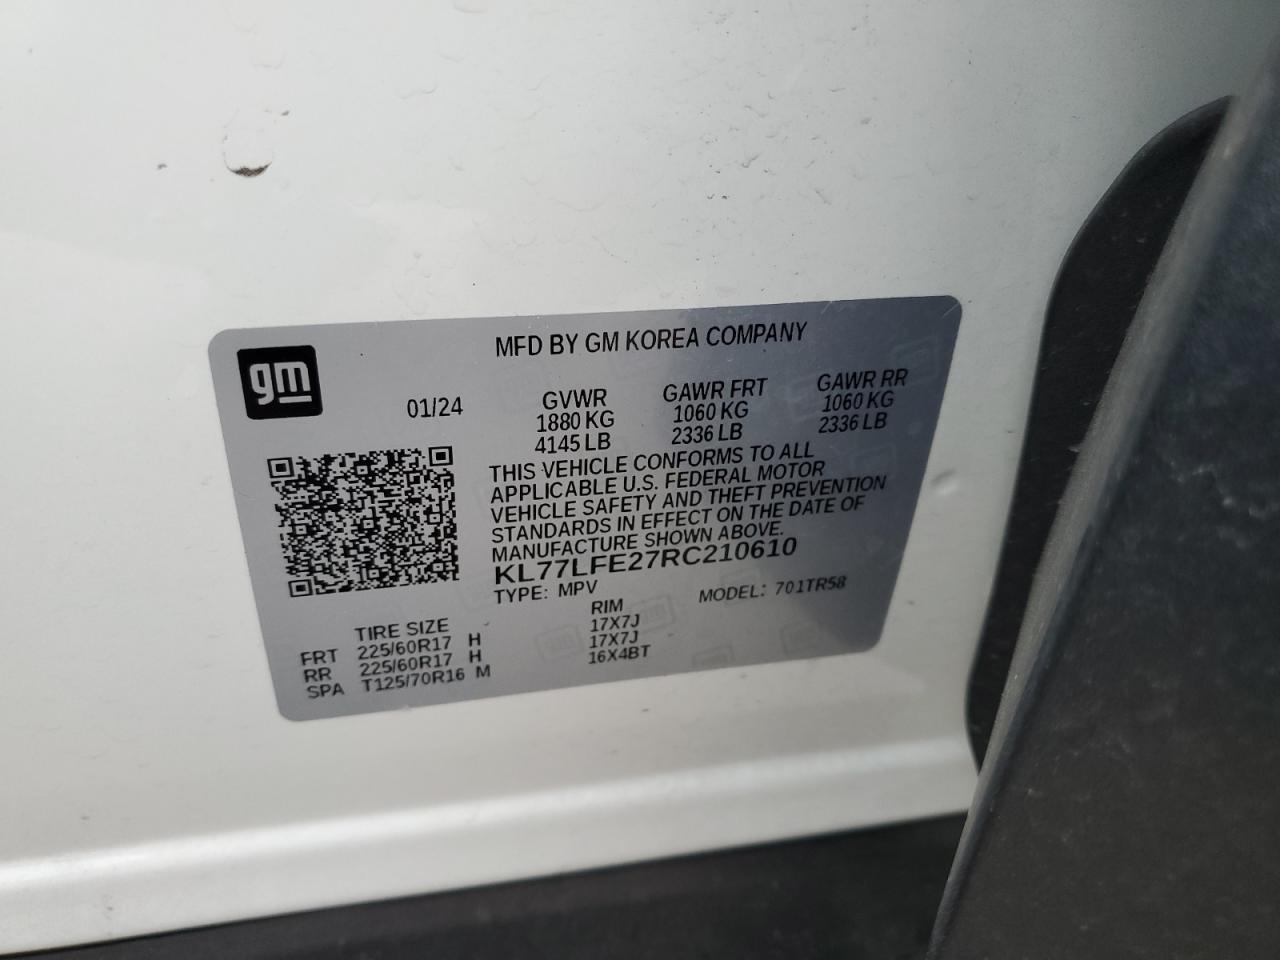 MFD BY GM KOREA COMPANY
gm
01/24
GVWR GAWR FRT GAWR RR
1880 KG 1060 KG 1060 KG
4145 LB 2336 LB 2336 LB
THIS VEHICLE CONFORMS TO ALL
APPLICABLE U.S. FEDERAL MOTOR
VEHICLE SAFETY AND THEFT PREVENTION
STANDARDS IN EFFECT ON THE DATE OF
MANUFACTURE SHOWN ABOVE.
KL77LFE27RC210610
TYPE: MPV MODEL: 701TR58
TIRE SIZE RIM
FRT 225/60R17 H 17X7J
RR 225/60R17 H 17X7J
SPA T125/70R16 M 16X4BT